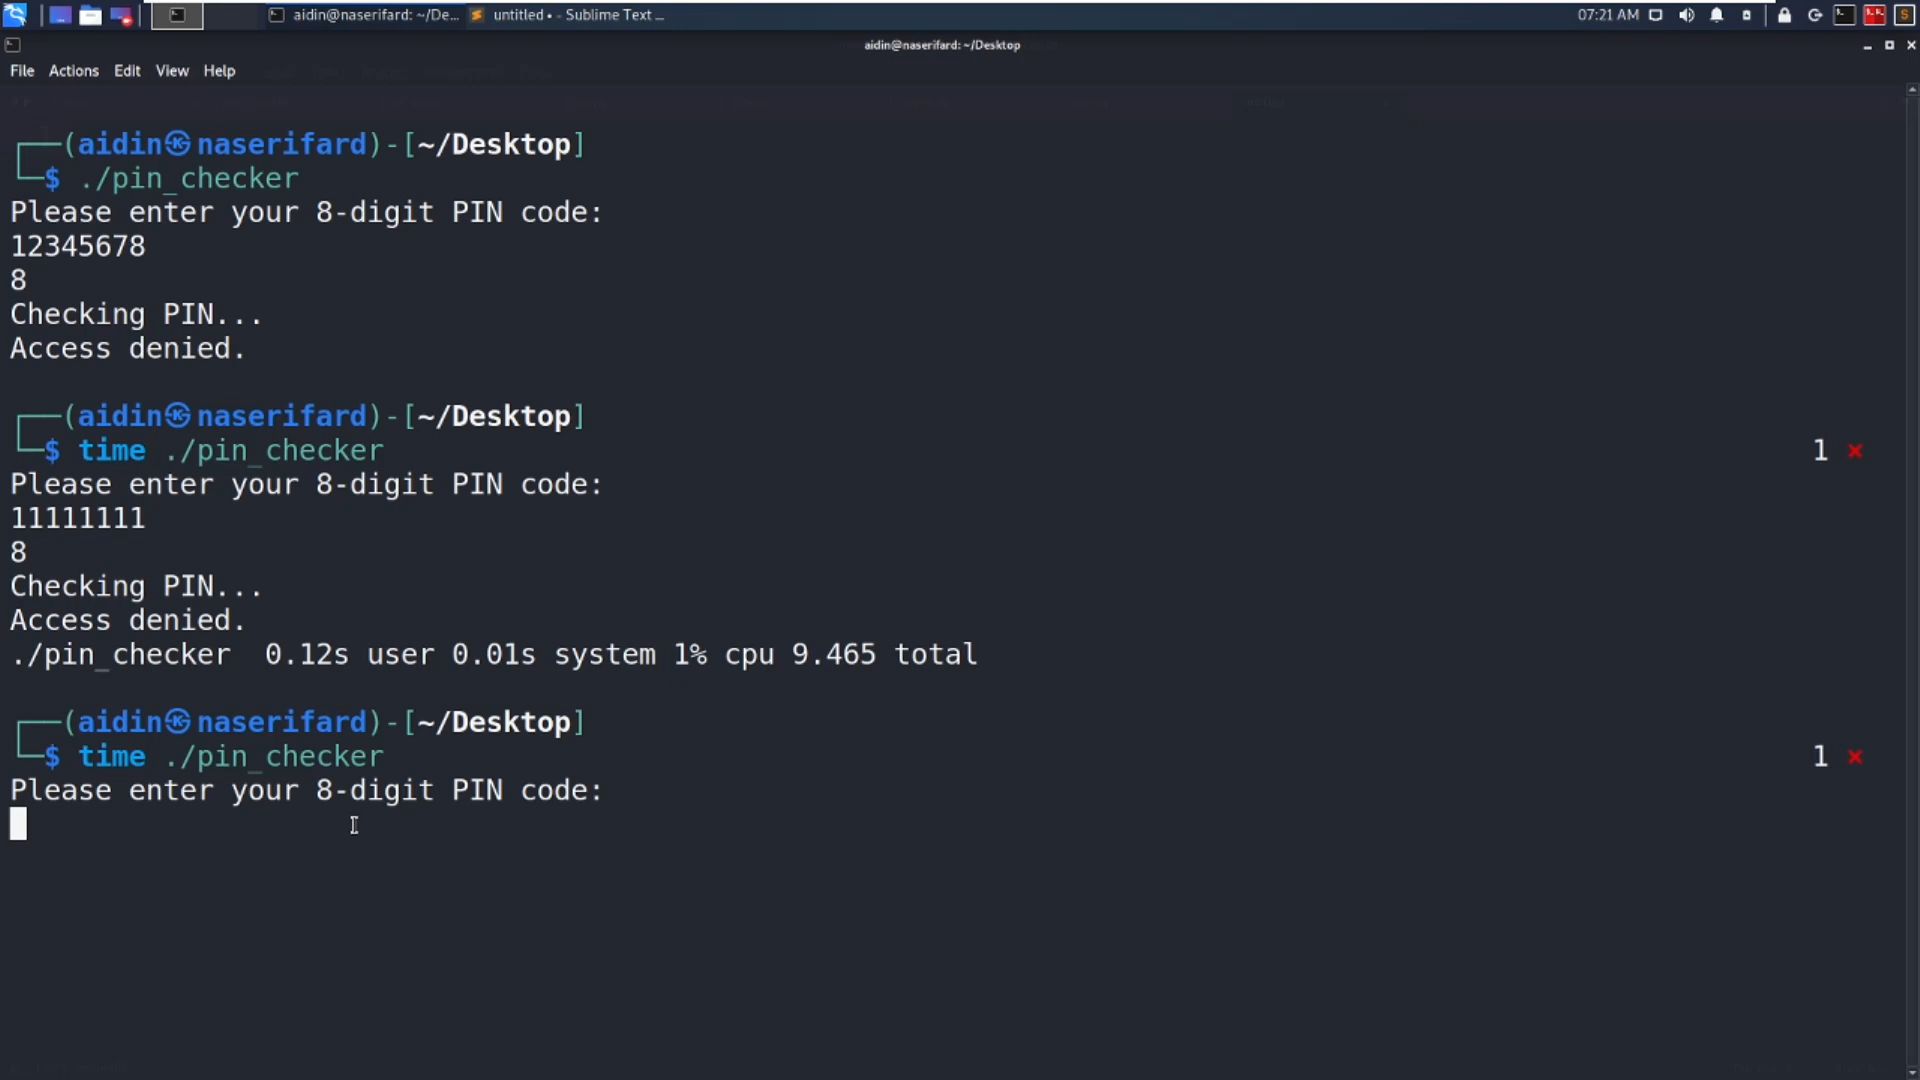 aidin@naserifard: ~/De...
untitled • - Sublime Text ...
07:21 AM
aidin@naserifard: ~/Desktop
File Actions Edit View Help
┌──(aidin㉿naserifard)-[~/Desktop]
└─$ ./pin_checker
Please enter your 8-digit PIN code:
12345678
8
Checking PIN...
Access denied.
┌──(aidin㉿naserifard)-[~/Desktop]
└─$ time ./pin_checker 1 ⨯
Please enter your 8-digit PIN code:
11111111
8
Checking PIN...
Access denied.
./pin_checker  0.12s user 0.01s system 1% cpu 9.465 total
┌──(aidin㉿naserifard)-[~/Desktop]
└─$ time ./pin_checker 1 ⨯
Please enter your 8-digit PIN code: